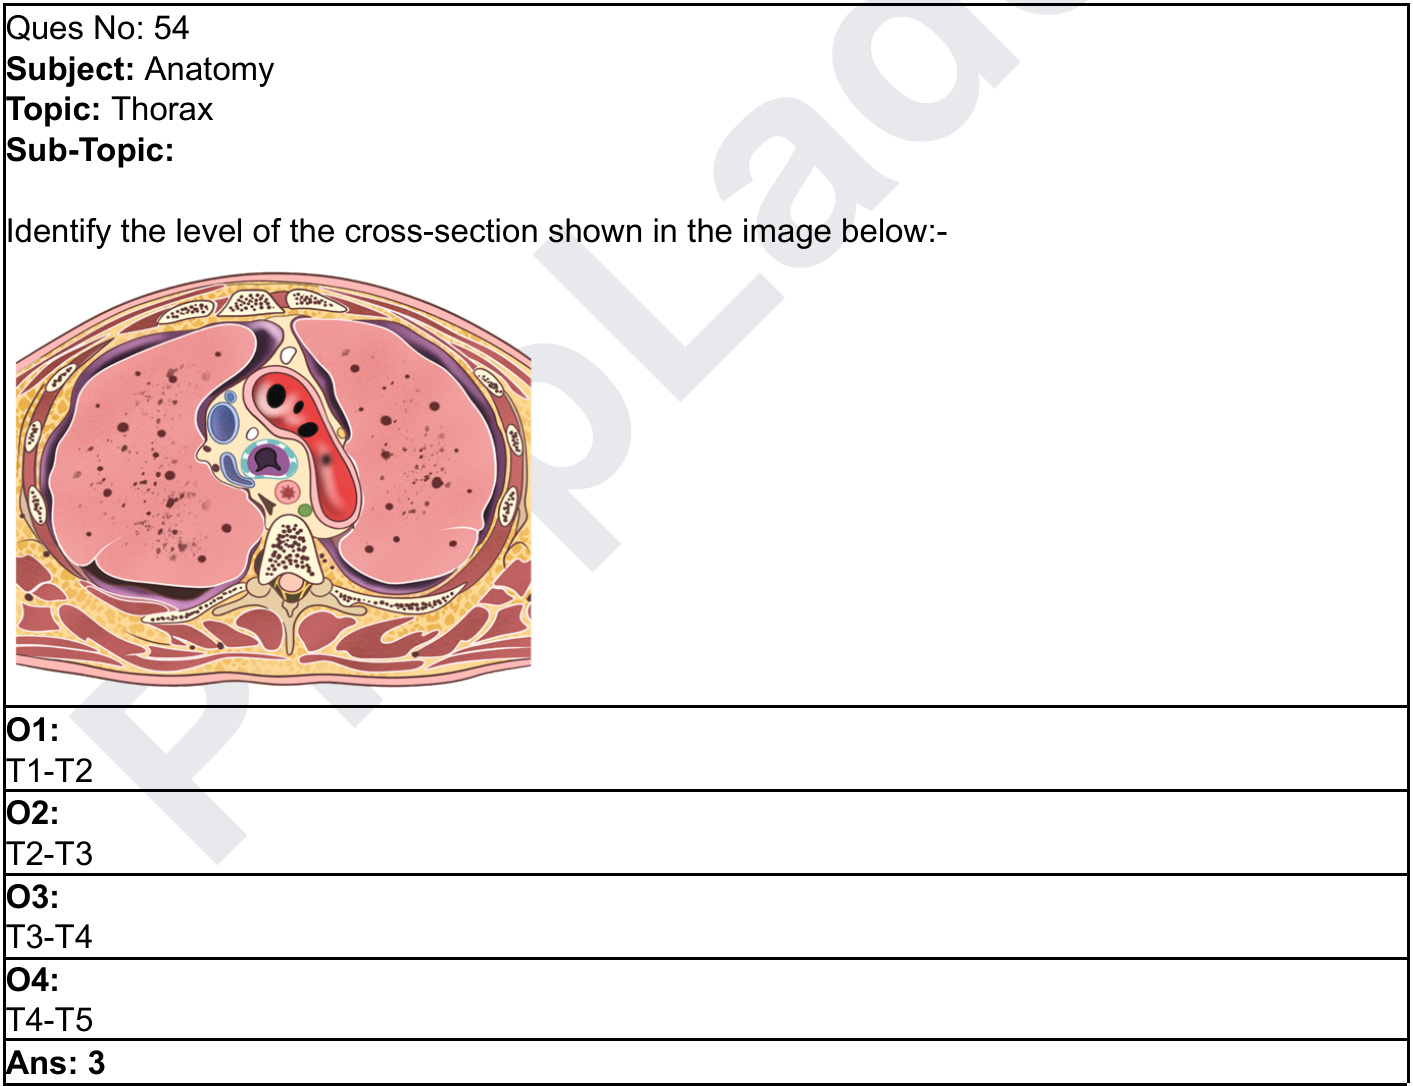 Ques No: 54
Subject: Anatomy
Topic: Thorax
Sub-Topic:
Identify the level of the cross-section shown in the image below:-
O1:
T1-T2
O2:
T2-T3
O3:
T3-T4
O4:
T4-T5
Ans: 3